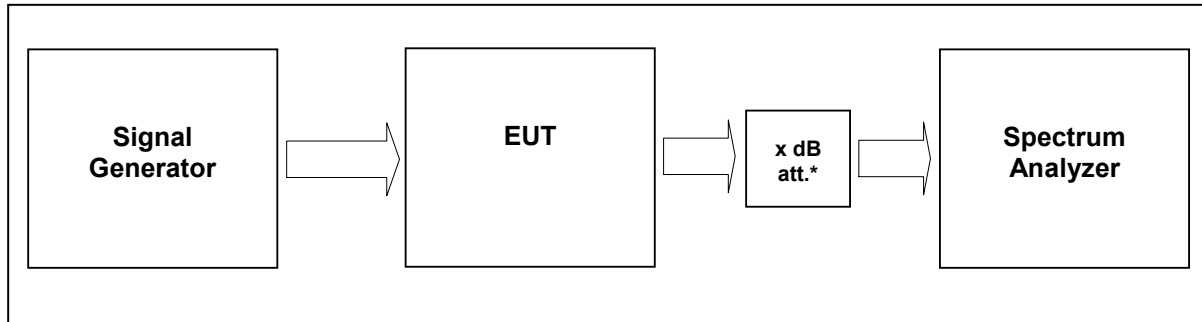 Signal
Generator
EUT
x dB
att.*
Spectrum
Analyzer